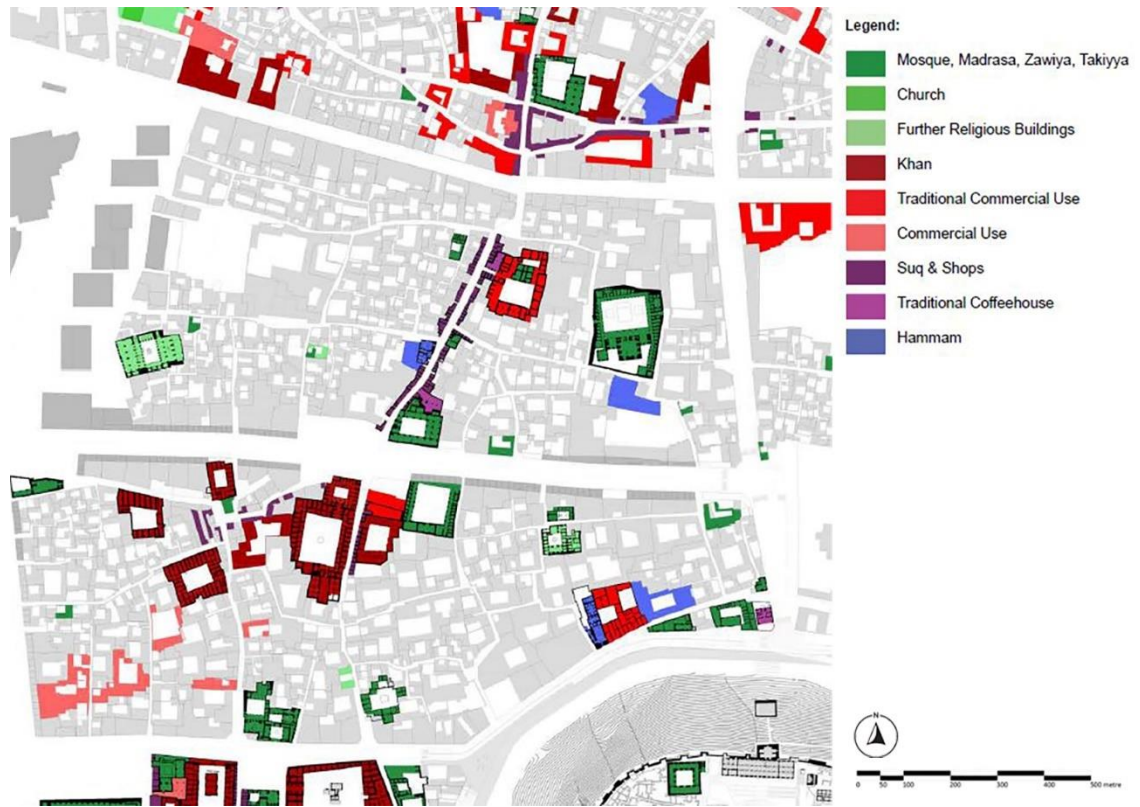 Legend:
Mosque, Madrasa, Zawiya, Takiyya
Church
Further Religious Buildings
Khan
Traditional Commercial Use
Commercial Use
Suq & Shops
Traditional Coffeehouse
Hammam
N
0 50 100 200 300 400 500 metre